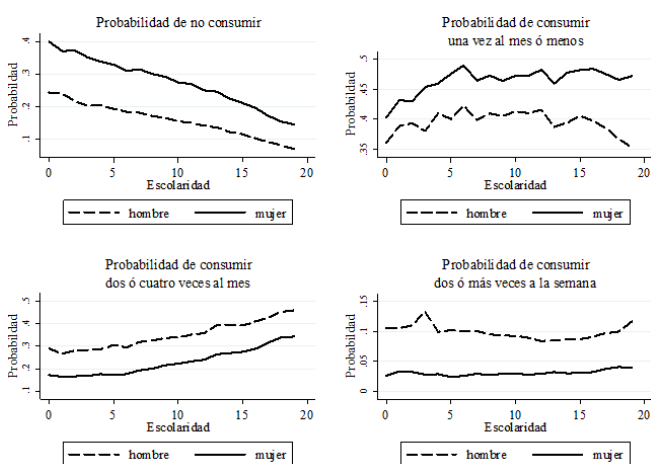 Probabilidad de no consumir
Probabilidad
.4
.3
.2
.1
0 5 10 15 20
Escolaridad
hombre mujer
Probabilidad de consumir
una vez al mes ó menos
Probabilidad
.5
.45
.4
.35
0 5 10 15 20
Escolaridad
hombre mujer
Probabilidad de consumir
dos ó cuatro veces al mes
Probabilidad
.5
.4
.3
.2
.1
0 5 10 15 20
Escolaridad
hombre mujer
Probabilidad de consumir
dos ó más veces a la semana
Probabilidad
.15
.1
.05
0
0 5 10 15 20
Escolaridad
hombre mujer